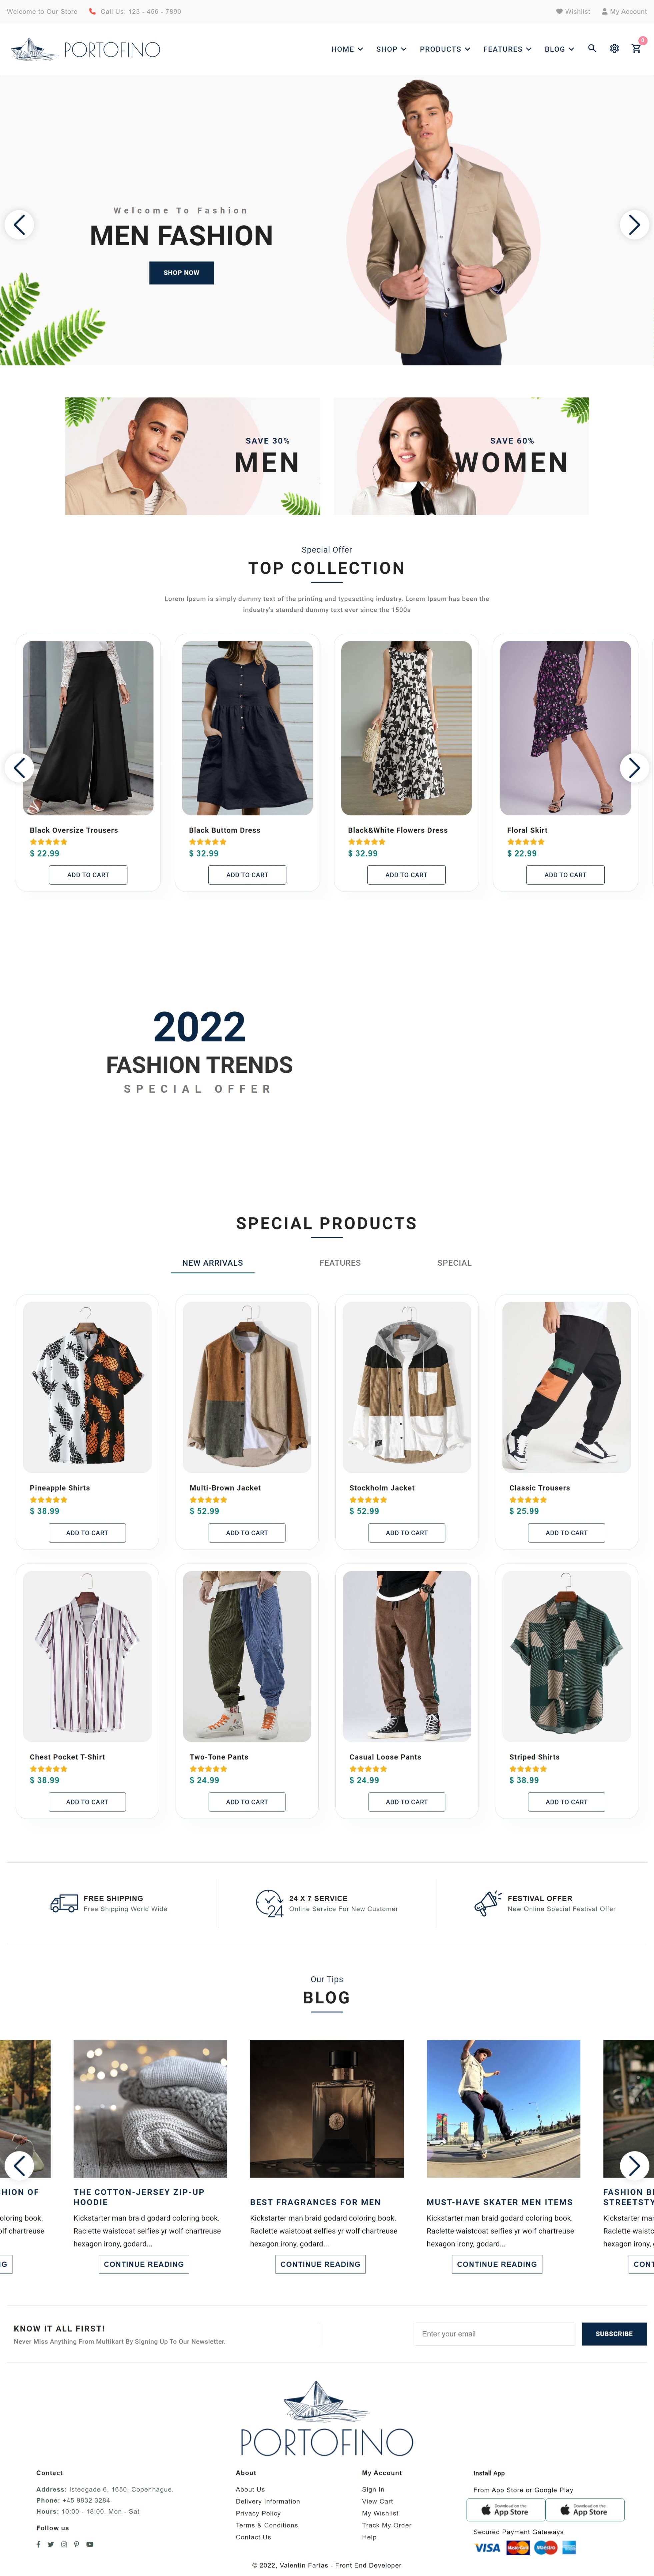 Welcome to Our Store
Call Us: 123 - 456 - 7890
Wishlist
My Account
PORTOFINO
HOME
SHOP
PRODUCTS
FEATURES
BLOG
0
Welcome To Fashion
MEN FASHION
SHOP NOW
SAVE 30%
MEN
SAVE 60%
WOMEN
Special Offer
TOP COLLECTION
Lorem Ipsum is simply dummy text of the printing and typesetting industry. Lorem Ipsum has been the
industry's standard dummy text ever since the 1500s
Black Oversize Trousers
$ 22.99
ADD TO CART
Black Buttom Dress
$ 32.99
ADD TO CART
Black&White Flowers Dress
$ 32.99
ADD TO CART
Floral Skirt
$ 22.99
ADD TO CART
2022
FASHION TRENDS
SPECIAL OFFER
SPECIAL PRODUCTS
NEW ARRIVALS
FEATURES
SPECIAL
Pineapple Shirts
$ 38.99
ADD TO CART
Multi-Brown Jacket
$ 52.99
ADD TO CART
Stockholm Jacket
$ 52.99
ADD TO CART
Classic Trousers
$ 25.99
ADD TO CART
Chest Pocket T-Shirt
$ 38.99
ADD TO CART
Two-Tone Pants
$ 24.99
ADD TO CART
Casual Loose Pants
$ 24.99
ADD TO CART
Striped Shirts
$ 38.99
ADD TO CART
FREE SHIPPING
Free Shipping World Wide
24 X 7 SERVICE
Online Service For New Customer
FESTIVAL OFFER
New Online Special Festival Offer
Our Tips
BLOG
HION OF
oloring book.
olf chartreuse
G
THE COTTON-JERSEY ZIP-UP
HOODIE
Kickstarter man braid godard coloring book.
Raclette waistcoat selfies yr wolf chartreuse
hexagon irony, godard...
CONTINUE READING
BEST FRAGRANCES FOR MEN
Kickstarter man braid godard coloring book.
Raclette waistcoat selfies yr wolf chartreuse
hexagon irony, godard...
CONTINUE READING
MUST-HAVE SKATER MEN ITEMS
Kickstarter man braid godard coloring book.
Raclette waistcoat selfies yr wolf chartreuse
hexagon irony, godard...
CONTINUE READING
FASHION B
STREETSTY
Kickstarter ma
Raclette waistc
hexagon irony,
CONT
KNOW IT ALL FIRST!
Never Miss Anything From Multikart By Signing Up To Our Newsletter.
Enter your email
SUBSCRIBE
PORTOFINO
Contact
Address: Istedgade 6, 1650, Copenhague.
Phone: +45 9832 3284
Hours: 10:00 - 18:00, Mon - Sat
Follow us
About
About Us
Delivery Information
Privacy Policy
Terms & Conditions
Contact Us
My Account
Sign In
View Cart
My Wishlist
Track My Order
Help
Install App
From App Store or Google Play
Download on the
App Store
Download on the
App Store
Secured Payment Gateways
VISA
MasterCard
Maestro
© 2022, Valentin Farias - Front End Developer